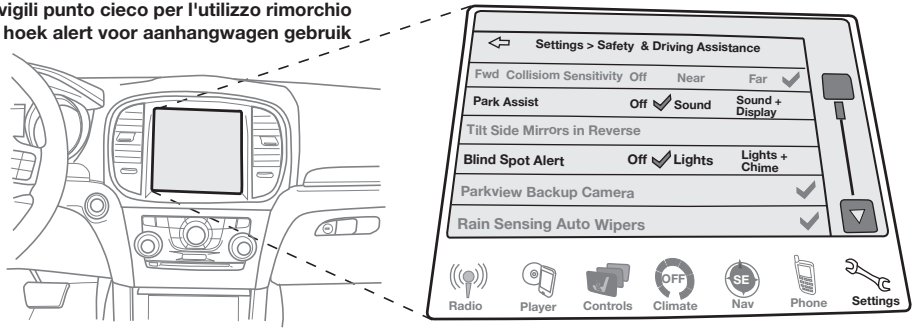 vigili punto cieco per l'utilizzo rimorchio
hoek alert voor aanhangwagen gebruik
Settings > Safety & Driving Assistance
Fwd Collisiom Sensitivity Off Near Far
Park Assist Off Sound Sound + Display
Tilt Side Mirrors in Reverse
Blind Spot Alert Off Lights Lights + Chime
Parkview Backup Camera
Rain Sensing Auto Wipers
OFF SE
Radio Player Controls Climate Nav Phone Settings